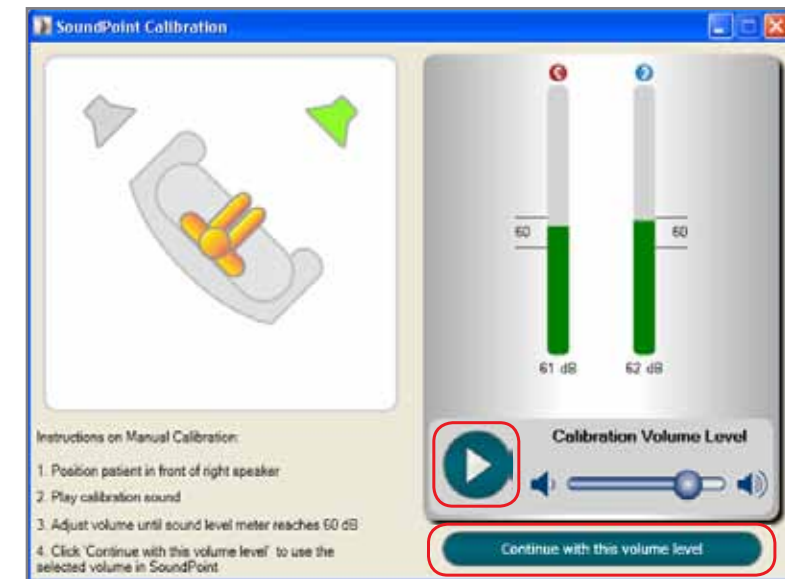 SoundPoint Calibration
60
60
61 dB
62 dB
Calibration Volume Level
Instructions on Manual Calibration:
1. Position patient in front of right speaker
2. Play calibration sound
3. Adjust volume until sound level meter reaches 60 dB
4. Click 'Continue with this volume level' to use the
selected volume in SoundPoint
Continue with this volume level